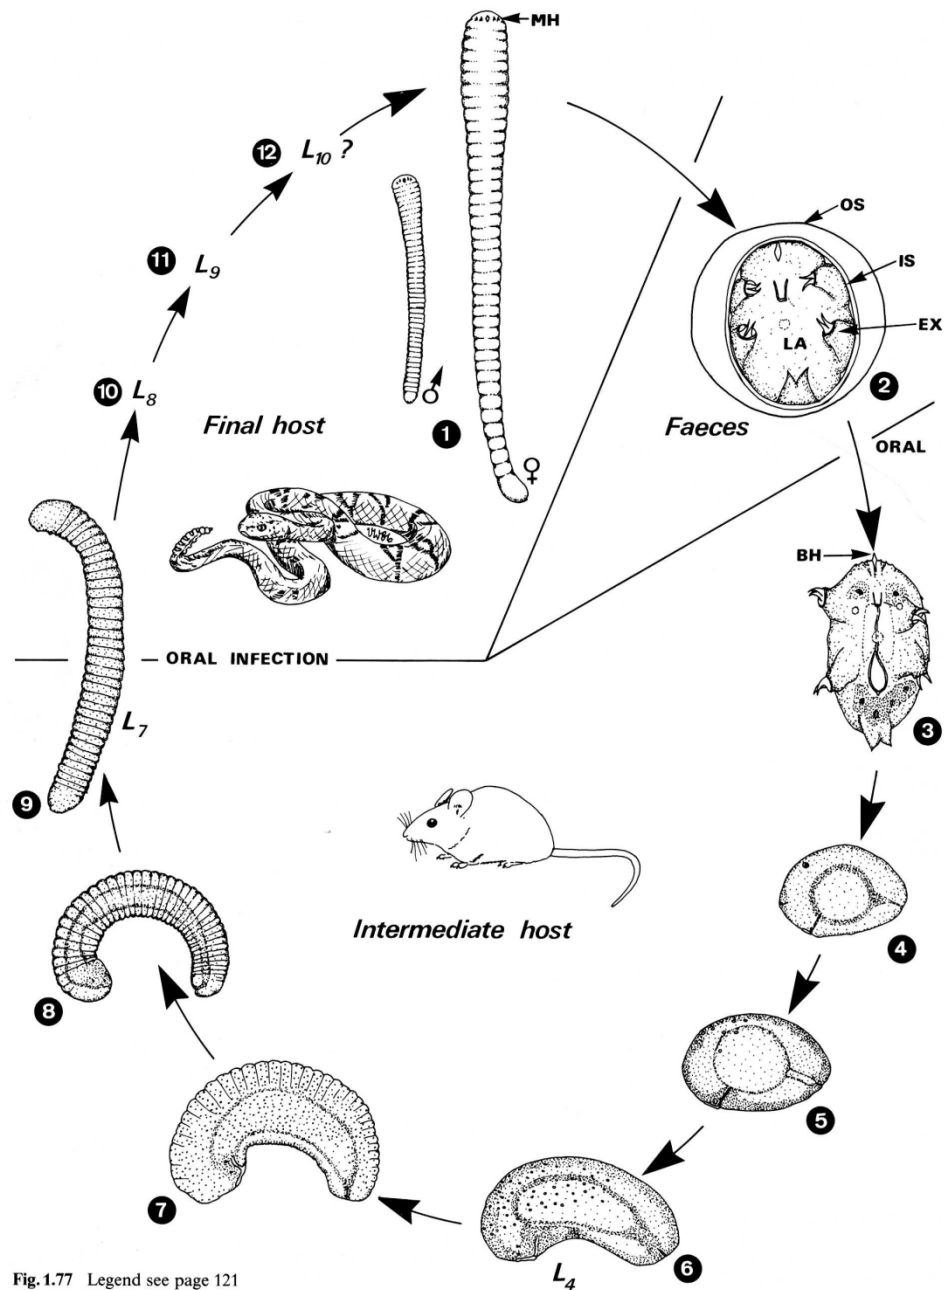 MH
12 L10 ?
OS
IS
EX
LA
2
11 L9
10 L8
♂
1
♀
Final host
Faeces
ORAL
BH
3
ORAL INFECTION
L7
9
4
Intermediate host
8
5
7
L4
6
Fig. 1.77 Legend see page 121